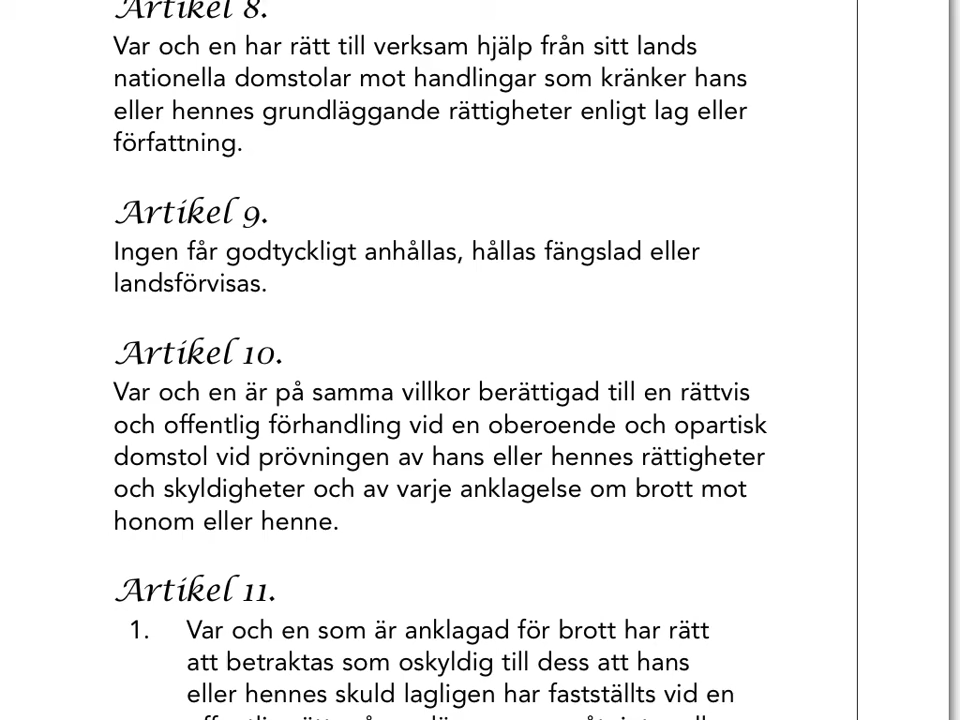 Artikel 8.
Var och en har rätt till verksam hjälp från sitt lands
nationella domstolar mot handlingar som kränker hans
eller hennes grundläggande rättigheter enligt lag eller
författning.
Artikel 9.
Ingen får godtyckligt anhållas, hållas fängslad eller
landsförvisas.
Artikel 10.
Var och en är på samma villkor berättigad till en rättvis
och offentlig förhandling vid en oberoende och opartisk
domstol vid prövningen av hans eller hennes rättigheter
och skyldigheter och av varje anklagelse om brott mot
honom eller henne.
Artikel 11.
1. Var och en som är anklagad för brott har rätt
att betraktas som oskyldig till dess att hans
eller hennes skuld lagligen har fastställts vid en